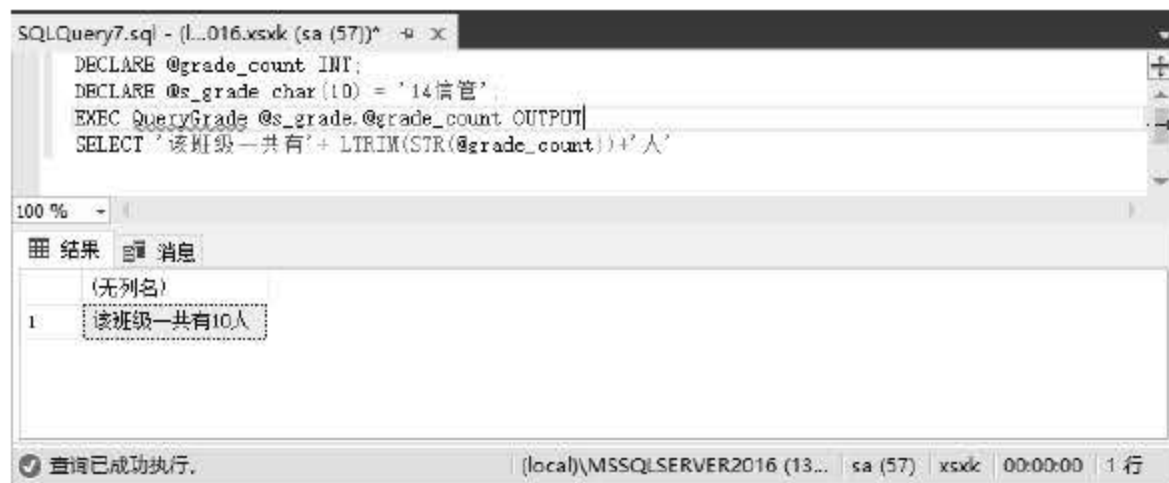 SQLQuery7.sql - (l...016.xsxk (sa (57))*
DECLARE @grade_count INT;
DECLARE @s_grade char(10) = '14信管';
EXEC QueryGrade @s_grade,@grade_count OUTPUT
SELECT '该班级一共有'+ LTRIM(STR(@grade_count))+'人'
100 %
结果 消息
(无列名)
1 该班级一共有10人
查询已成功执行。 (local)\MSSQLSERVER2016 (13... sa (57) xsxk 00:00:00 1 行